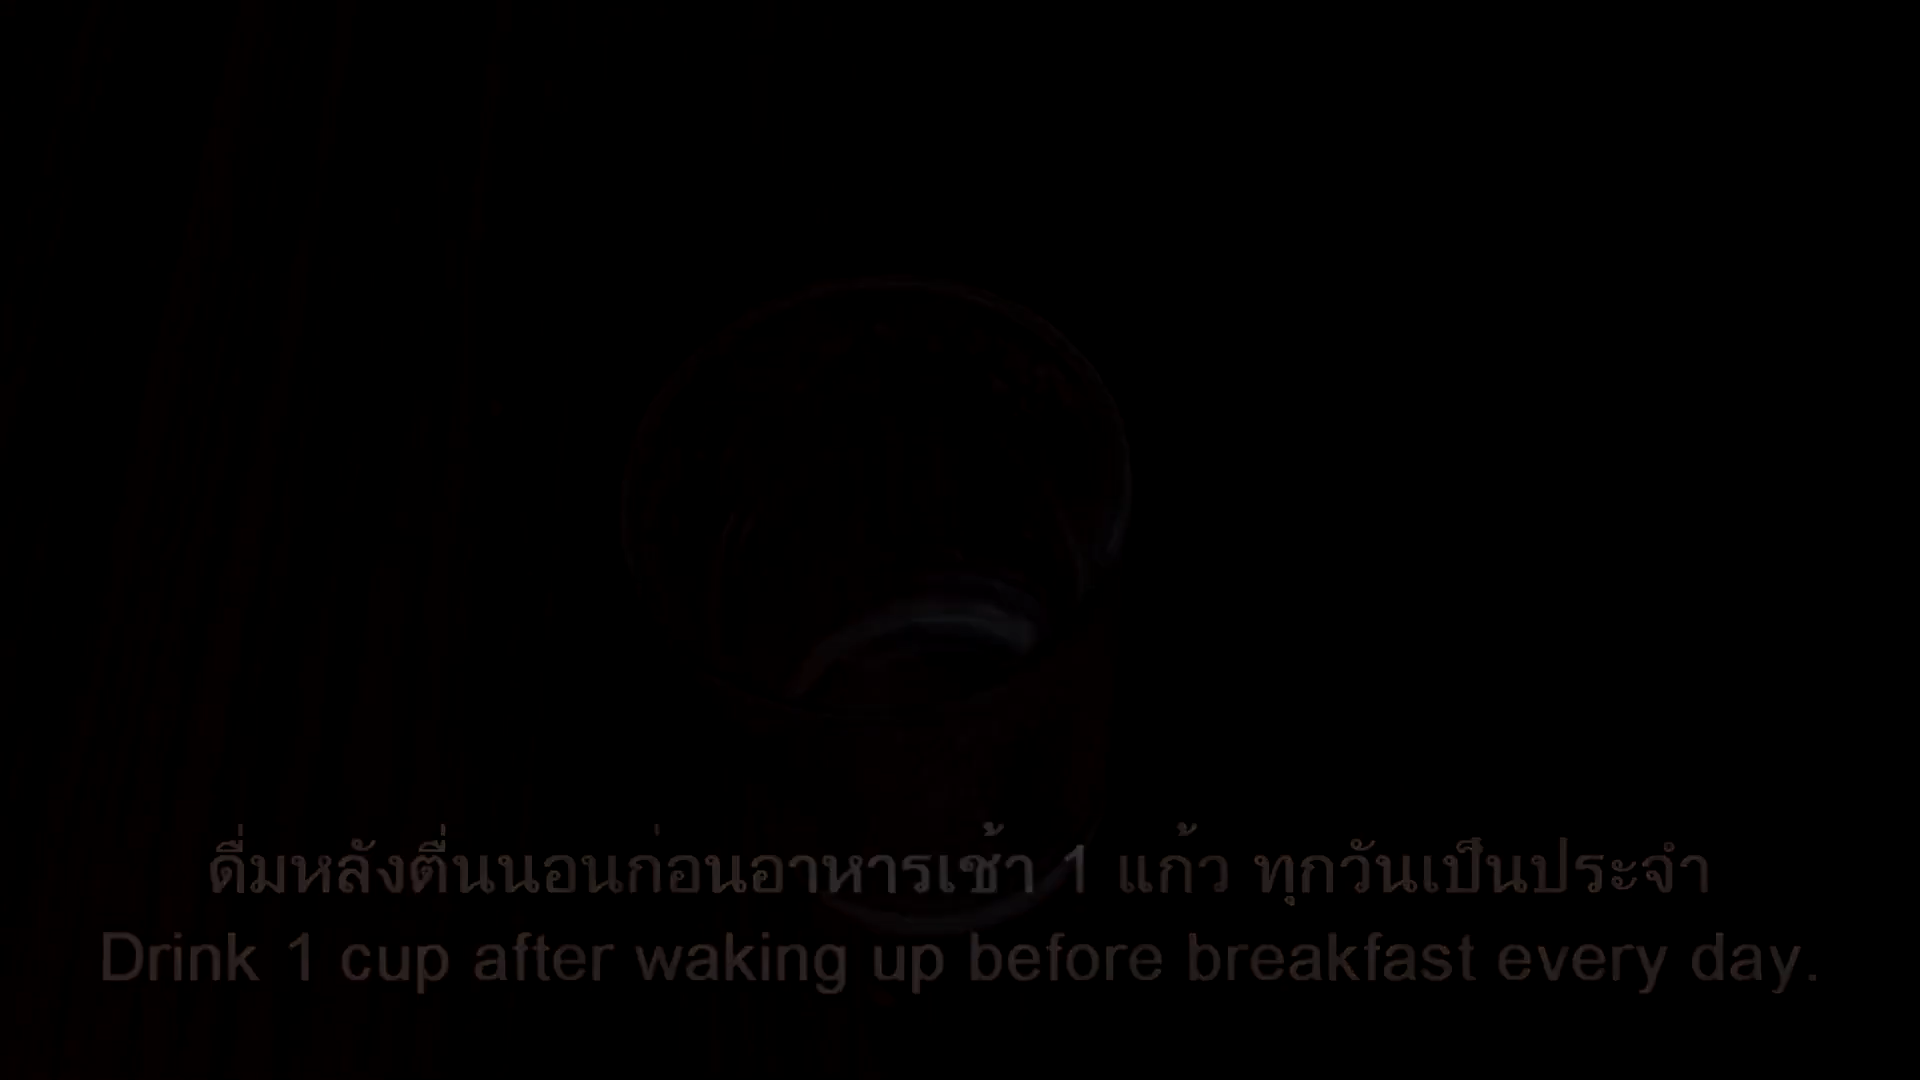 ดื่มหลังตื่นนอนก่อนอาหารเช้า 1 แก้ว ทุกวันเป็นประจำ
Drink 1 cup after waking up before breakfast every day.